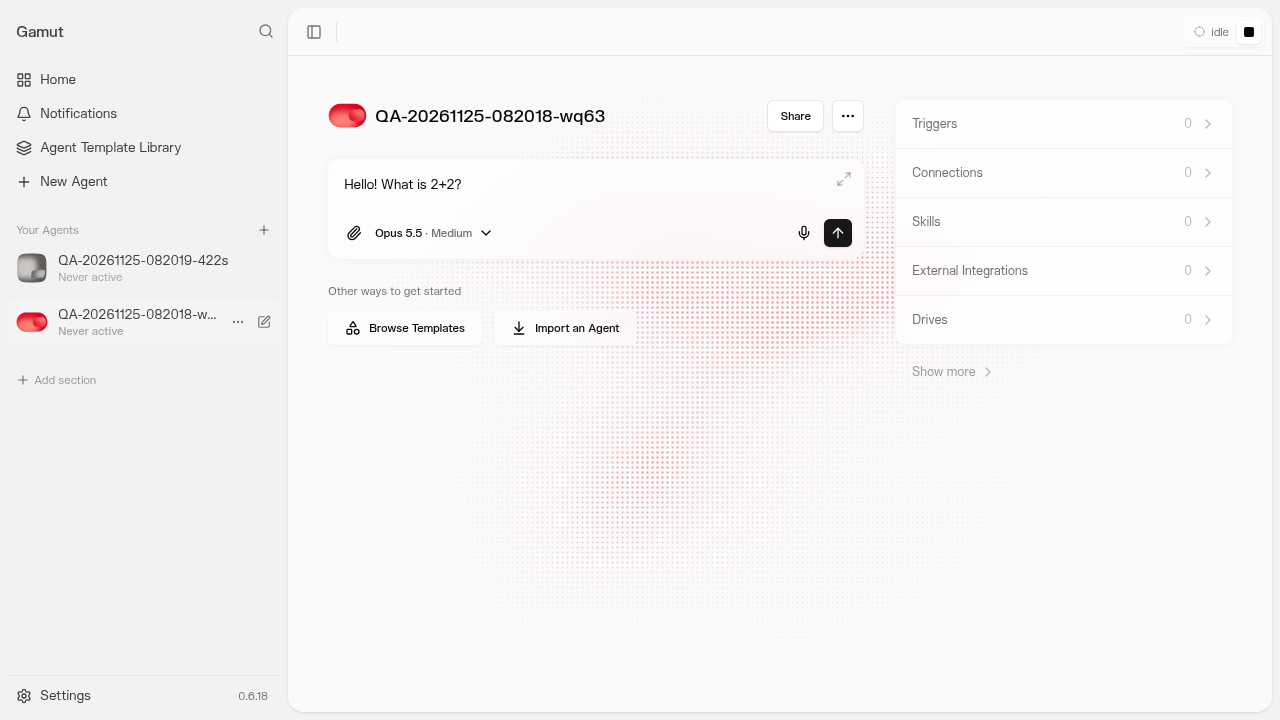 Gamut
Home
Notifications
Agent Template Library
New Agent
Your Agents
QA-20261125-082019-422s
Never active
QA-20261125-082018-w...
Never active
Add section
Settings
0.6.18
idle
QA-20261125-082018-wq63
Share
Hello! What is 2+2?
Opus 5.5 · Medium
Other ways to get started
Browse Templates
Import an Agent
Triggers 0
Connections 0
Skills 0
External Integrations 0
Drives 0
Show more